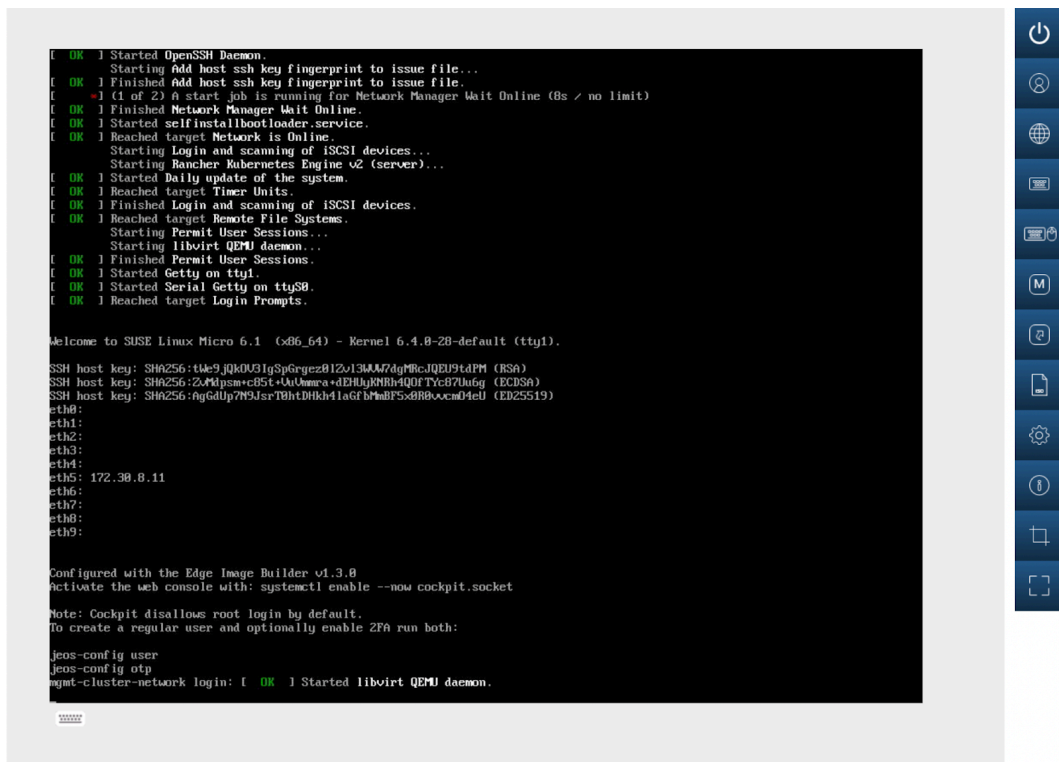 [  OK  ] Started OpenSSH Daemon.
Starting Add host ssh key fingerprint to issue file...
[  OK  ] Finished Add host ssh key fingerprint to issue file.
[     *] (1 of 2) A start job is running for Network Manager Wait Online (8s / no limit)
[  OK  ] Finished Network Manager Wait Online.
[  OK  ] Started selfinstallbootloader.service.
[  OK  ] Reached target Network is Online.
Starting Login and scanning of iSCSI devices...
Starting Rancher Kubernetes Engine v2 (server)...
[  OK  ] Started Daily update of the system.
[  OK  ] Reached target Timer Units.
[  OK  ] Finished Login and scanning of iSCSI devices.
[  OK  ] Reached target Remote File Systems.
Starting Permit User Sessions...
Starting libvirt QEMU daemon...
[  OK  ] Finished Permit User Sessions.
[  OK  ] Started Getty on tty1.
[  OK  ] Started Serial Getty on ttyS0.
[  OK  ] Reached target Login Prompts.
Welcome to SUSE Linux Micro 6.1  (x86_64) - Kernel 6.4.0-28-default (tty1).
SSH host key: (RSA)
SSH host key: (ECDSA)
SSH host key: (ED25519)
eth0:
eth1:
eth2:
eth3:
eth4:
eth5: 172.30.8.11
eth6:
eth7:
eth8:
eth9:
Configured with the Edge Image Builder v1.3.0
Activate the web console with: systemctl enable --now cockpit.socket
Note: Cockpit disallows root login by default.
To create a regular user and optionally enable 2FA run both:
jeos-config user
jeos-config otp
mgmt-cluster-network login: [  OK  ] Started libvirt QEMU daemon.
M